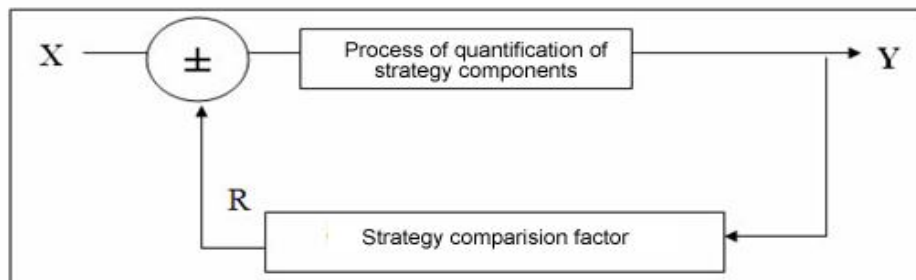 X
±
Process of quantification of
strategy components
Y
R
Strategy comparision factor